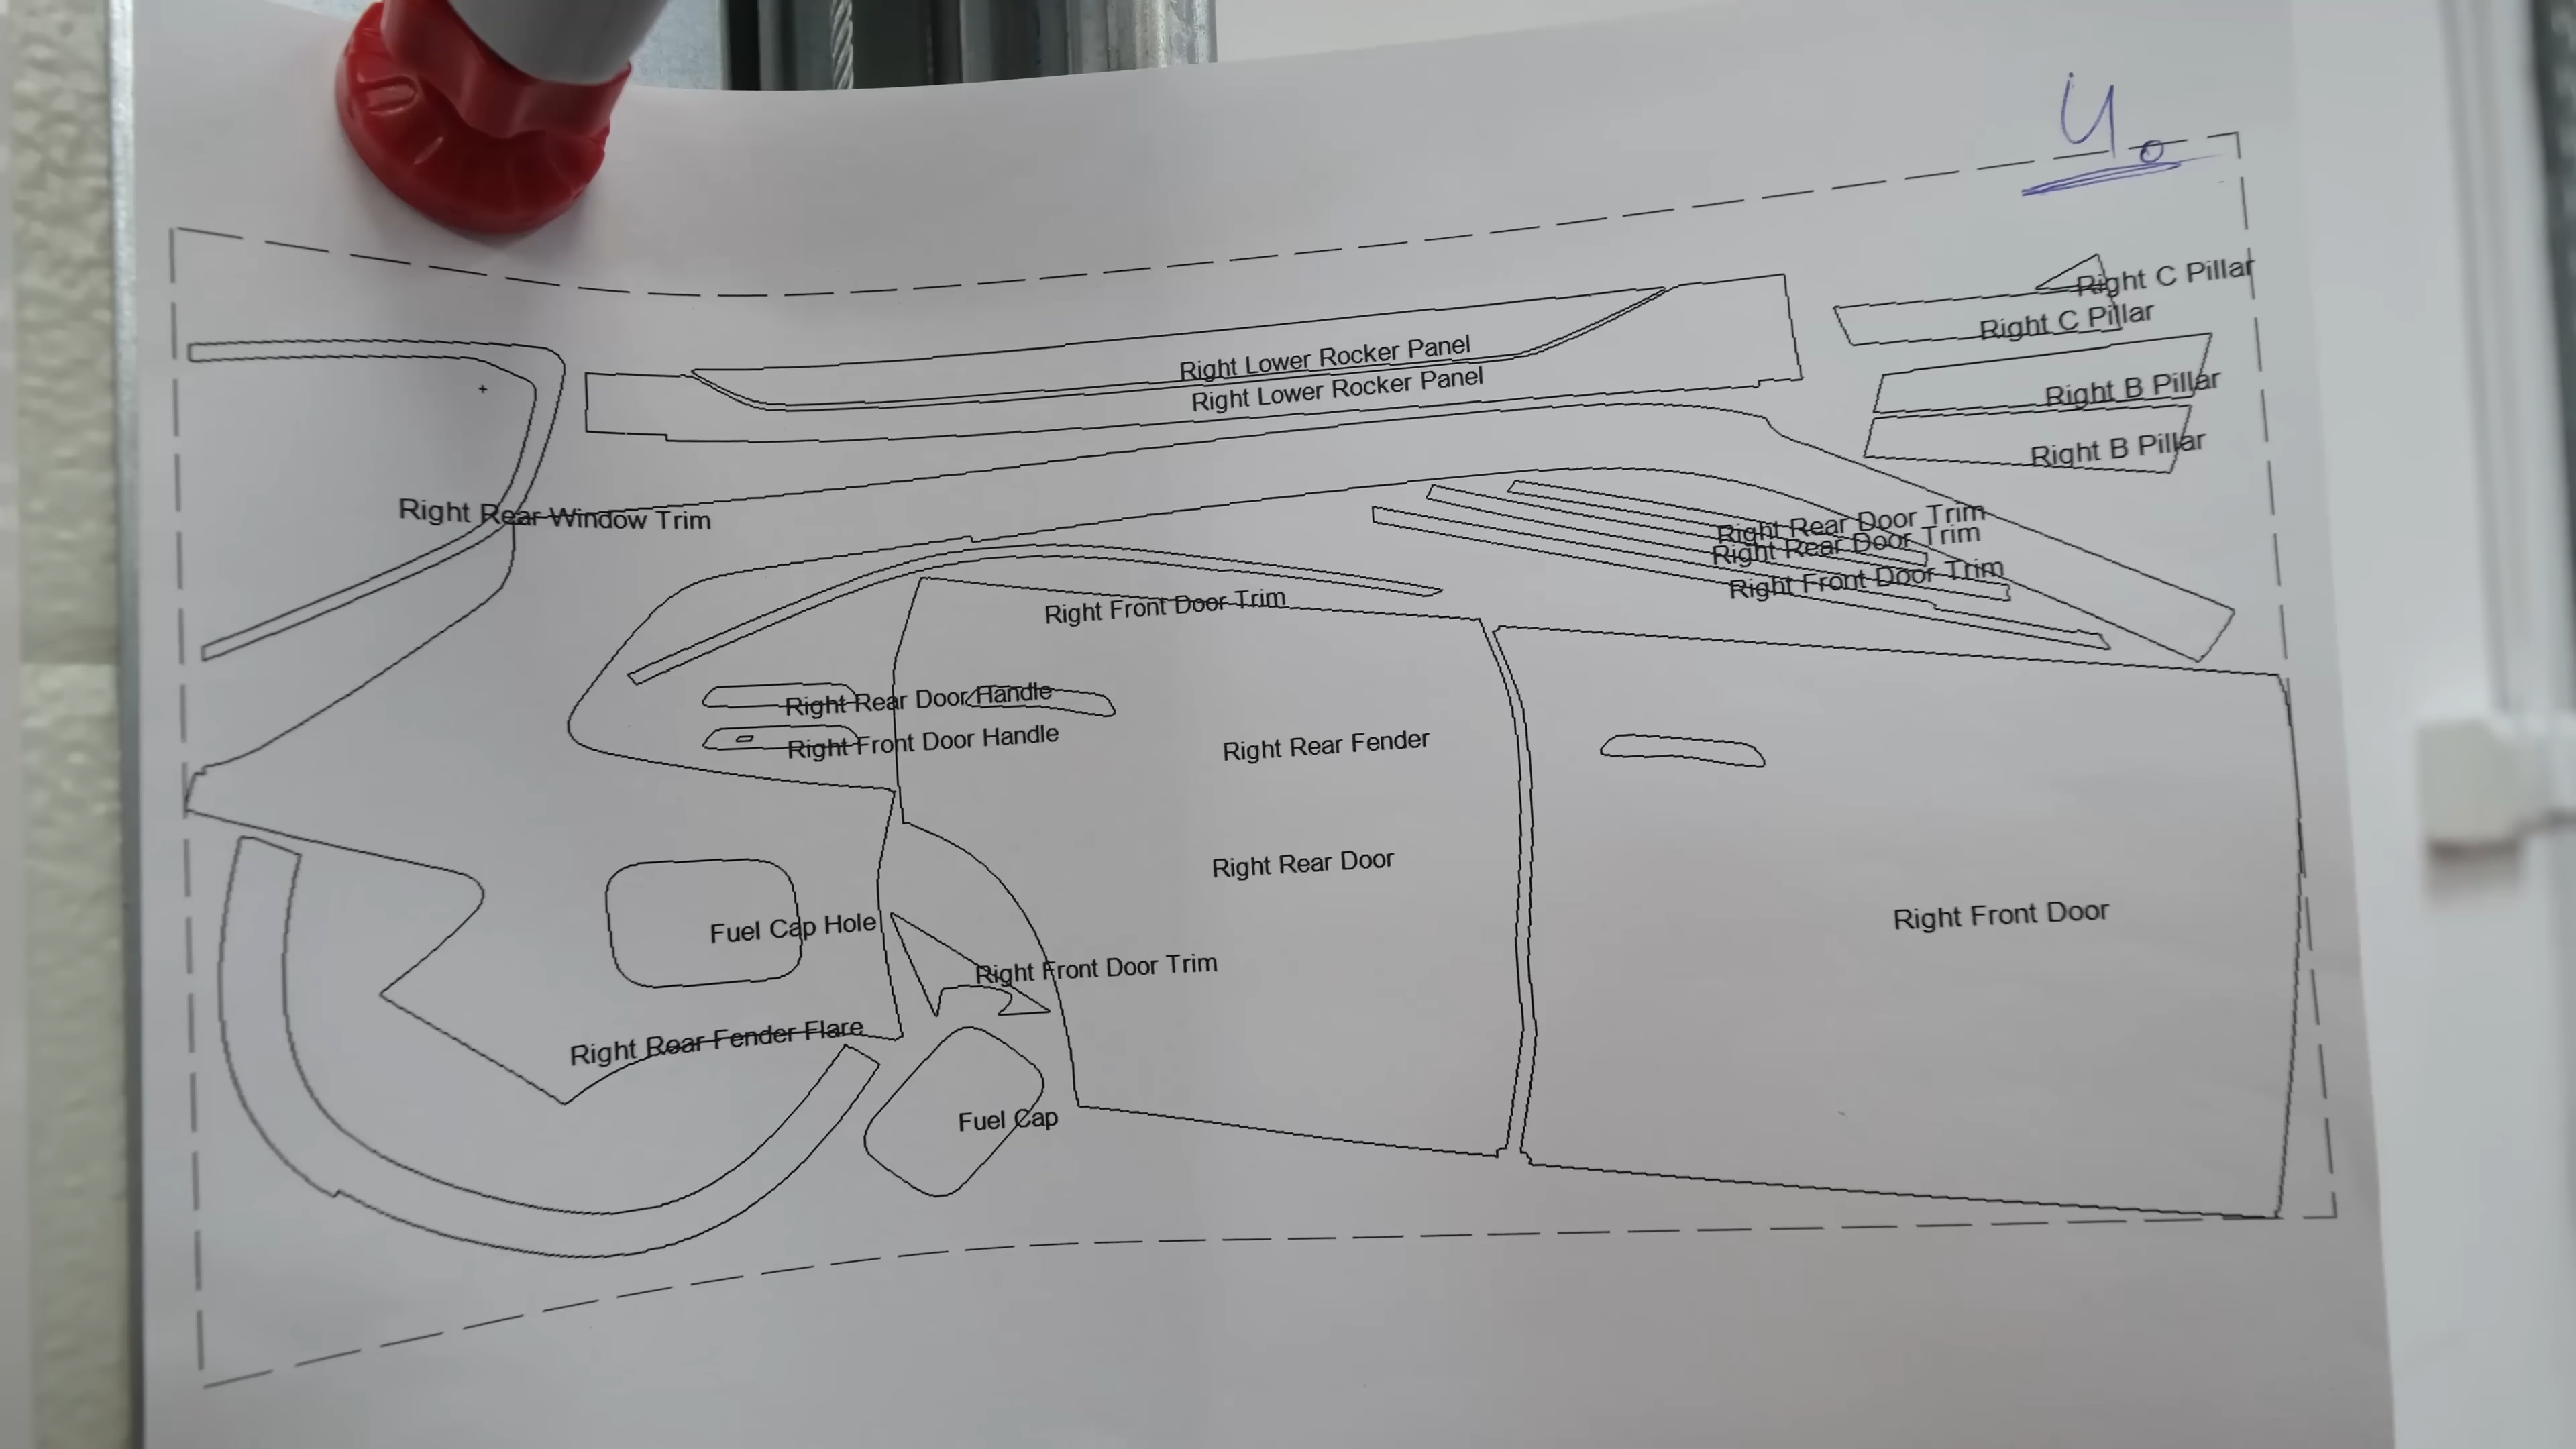 Right C Pillar
Right C Pillar
Right Lower Rocker Panel
Right Lower Rocker Panel
Right B Pillar
Right B Pillar
Right Rear Window Trim
Right Rear Door Trim
Right Rear Door Trim
Right Front Door Trim
Right Front Door Trim
Right Rear Door Handle
Right Front Door Handle
Right Rear Fender
Right Rear Door
Right Front Door
Fuel Cap Hole
Right Front Door Trim
Right Rear Fender Flare
Fuel Cap